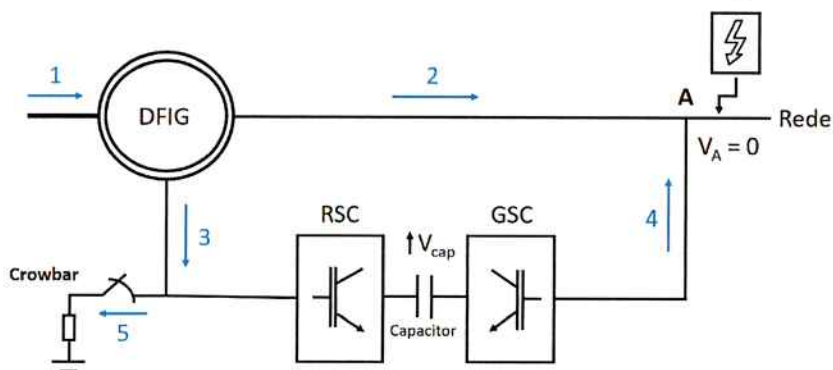 1
2
DFIG
A
Rede
V_A = 0
3
RSC
GSC
4
V_cap
Crowbar
5
Capacitor